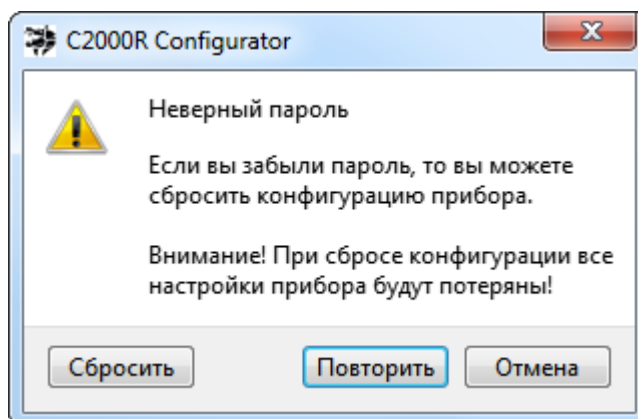 C2000R Configurator
Неверный пароль
Если вы забыли пароль, то вы можете
сбросить конфигурацию прибора.
Внимание! При сбросе конфигурации все
настройки прибора будут потеряны!
Сбросить Повторить Отмена